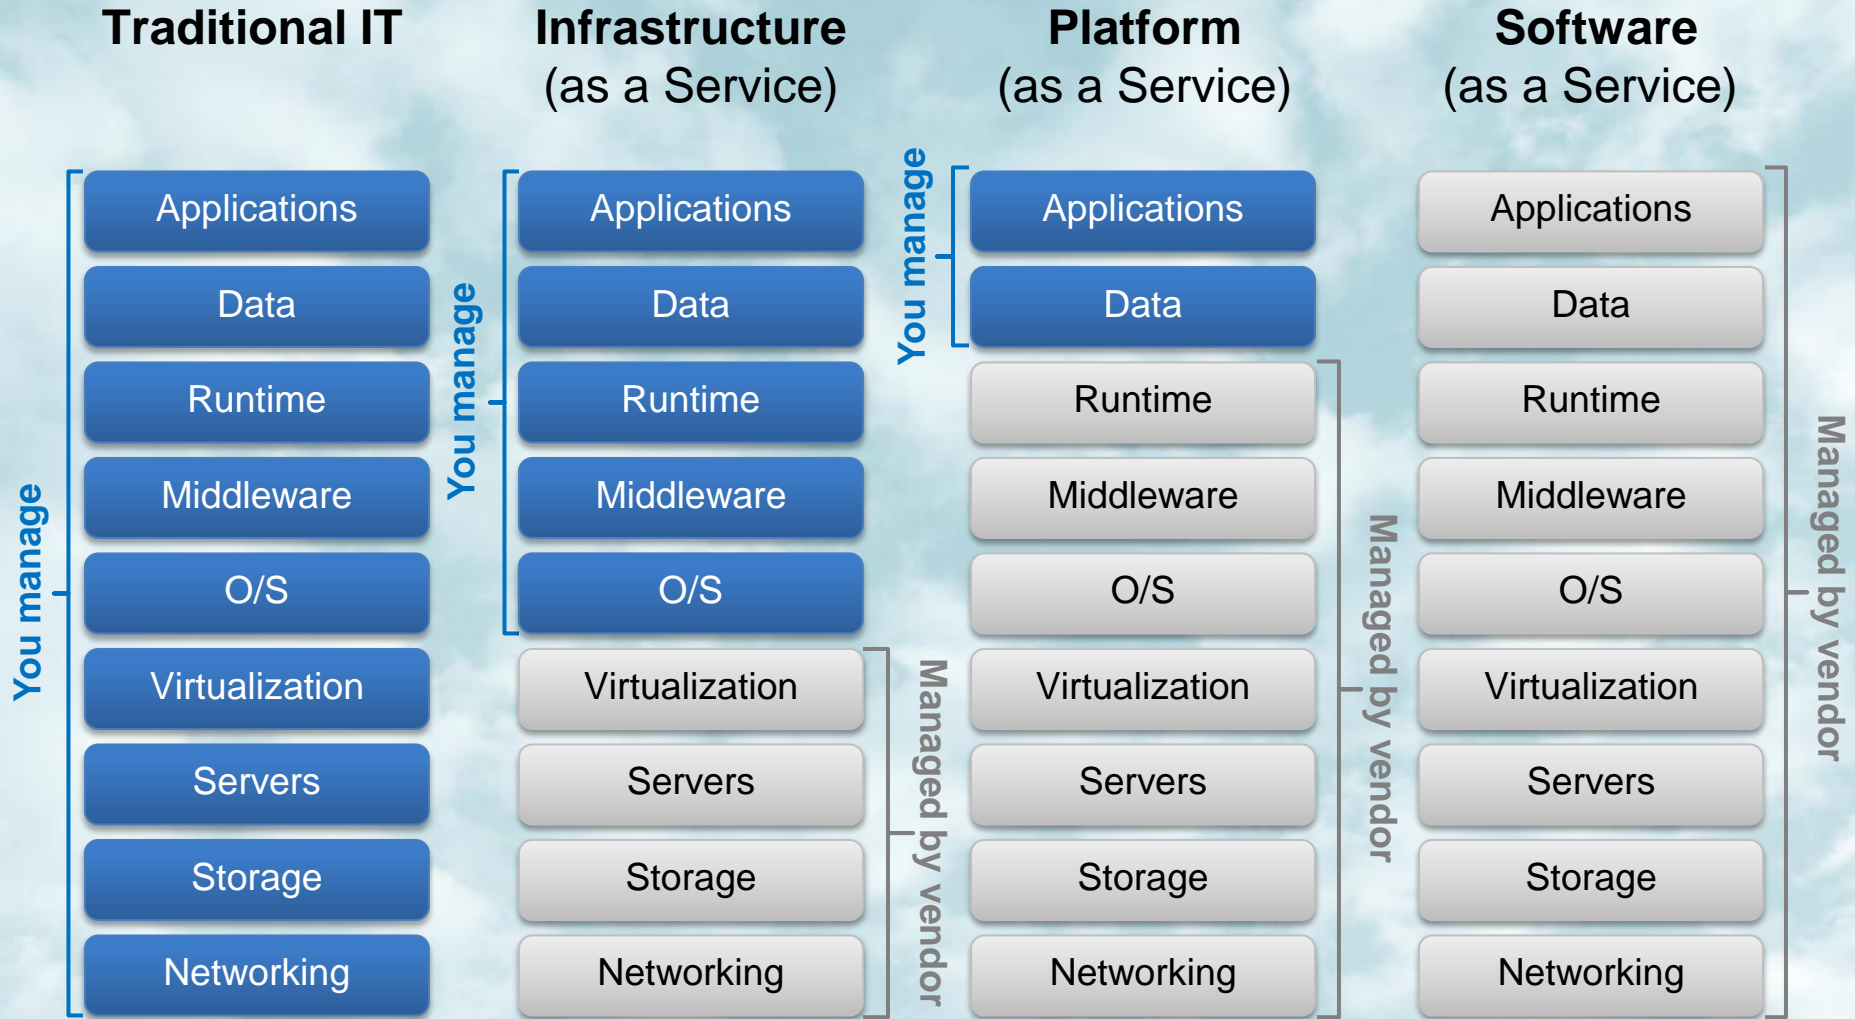 Traditional IT
Infrastructure
(as a Service)
Platform
(as a Service)
Software
(as a Service)
You manage
Applications
Data
Runtime
Middleware
O/S
Virtualization
Servers
Storage
Networking
You manage
Applications
Data
Runtime
Middleware
O/S
Virtualization
Servers
Storage
Networking
Managed by vendor
You manage
Applications
Data
Runtime
Middleware
O/S
Virtualization
Servers
Storage
Networking
Managed by vendor
Applications
Data
Runtime
Middleware
O/S
Virtualization
Servers
Storage
Networking
Managed by vendor